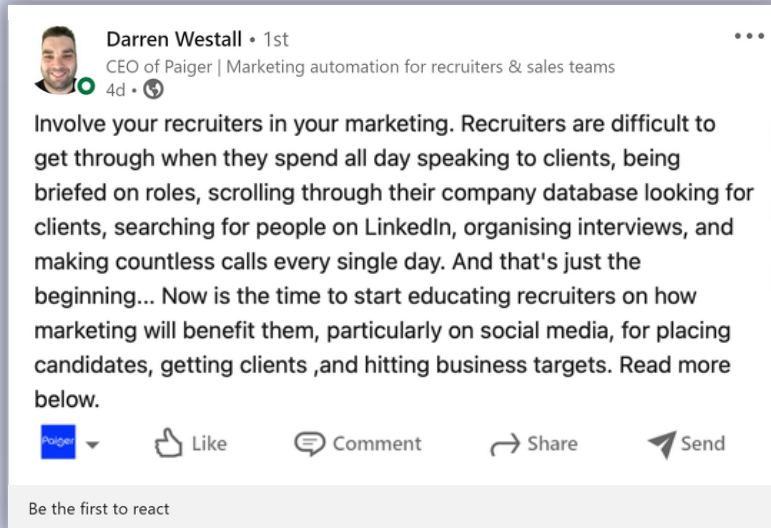 Darren Westall • 1st
CEO of Paiger | Marketing automation for recruiters & sales teams
4d •
Involve your recruiters in your marketing. Recruiters are difficult to
get through when they spend all day speaking to clients, being
briefed on roles, scrolling through their company database looking for
clients, searching for people on LinkedIn, organising interviews, and
making countless calls every single day. And that's just the
beginning... Now is the time to start educating recruiters on how
marketing will benefit them, particularly on social media, for placing
candidates, getting clients ,and hitting business targets. Read more
below.
Paiger Like Comment Share Send
Be the first to react